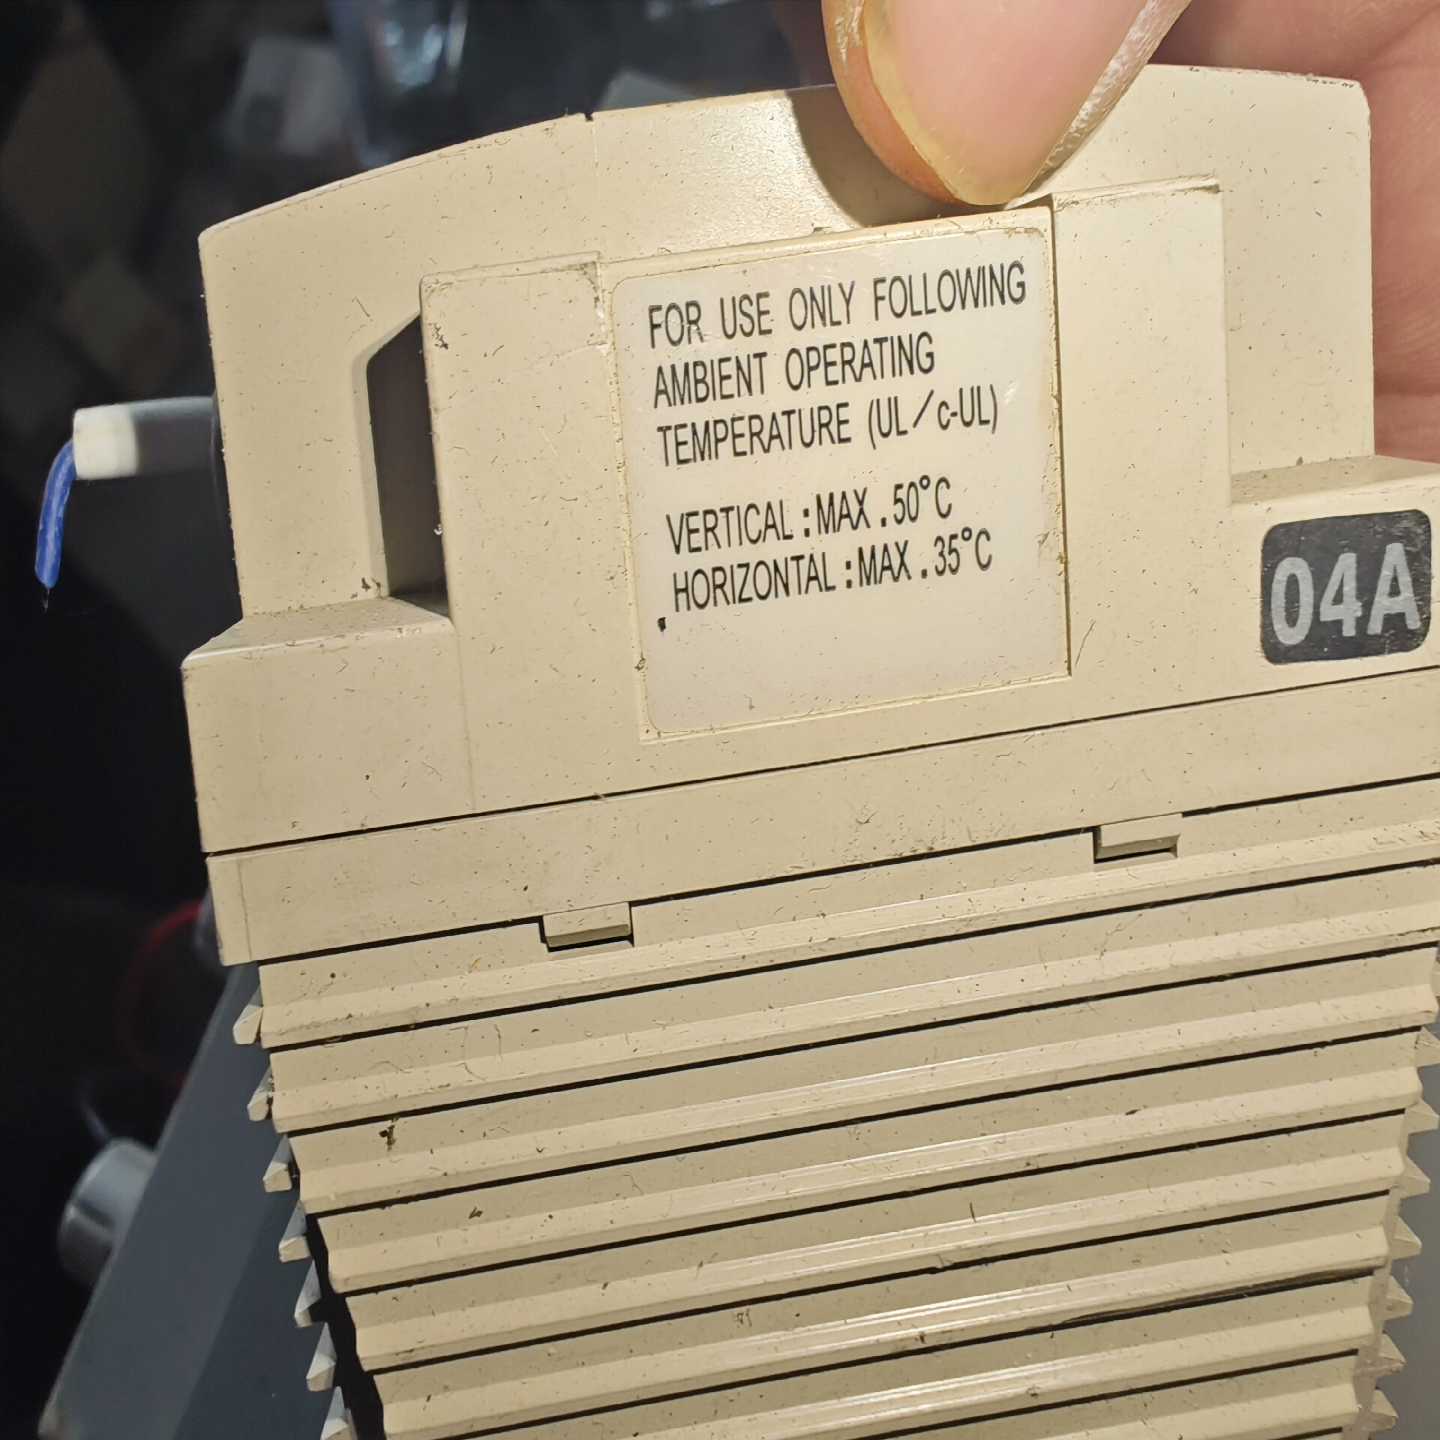 FOR USE ONLY FOLLOWING
AMBIENT OPERATING
TEMPERATURE (UL/c-UL)
VERTICAL :MAX .50°C
HORIZONTAL :MAX .35°C
04A